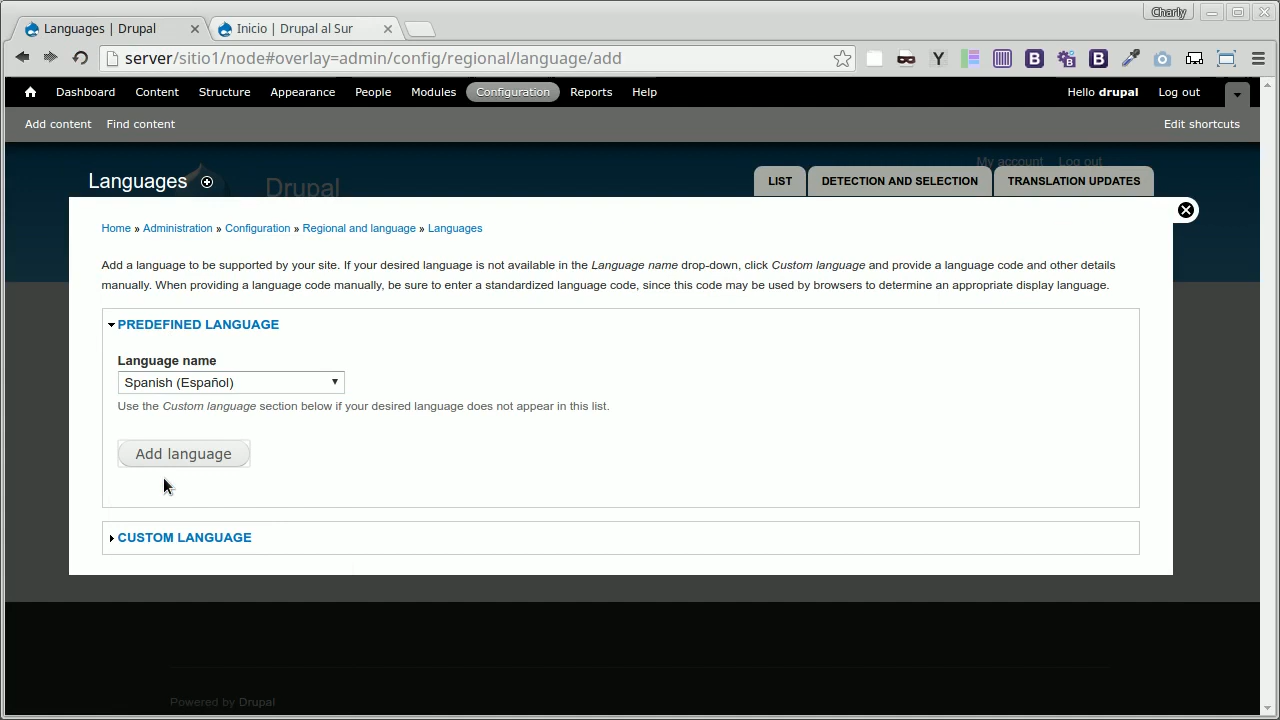 Charly
Languages | Drupal
Inicio | Drupal al Sur
server/sitio1/node#overlay=admin/config/regional/language/add
Dashboard Content Structure Appearance People Modules Configuration Reports Help Hello drupal Log out
Add content Find content Edit shortcuts
My account Log out
Languages Drupal LIST DETECTION AND SELECTION TRANSLATION UPDATES
Home » Administration » Configuration » Regional and language » Languages
Add a language to be supported by your site. If your desired language is not available in the Language name drop-down, click Custom language and provide a language code and other details
manually. When providing a language code manually, be sure to enter a standardized language code, since this code may be used by browsers to determine an appropriate display language.
PREDEFINED LANGUAGE
Language name
Spanish (Español)
Use the Custom language section below if your desired language does not appear in this list.
Add language
CUSTOM LANGUAGE
Powered by Drupal